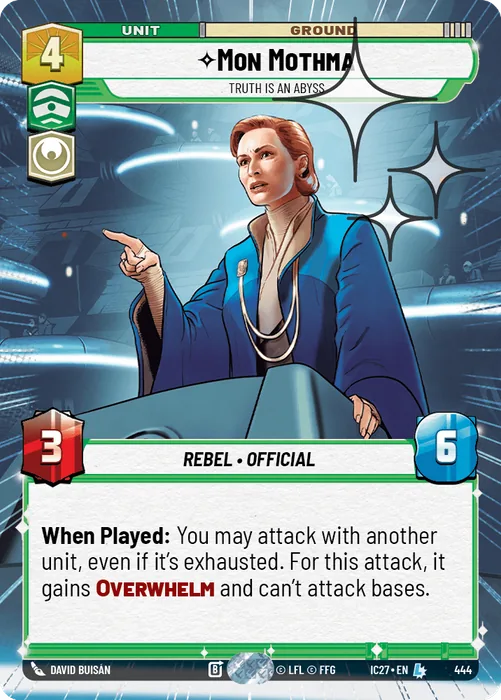 UNIT
GROUND
4
MON MOTHMA
TRUTH IS AN ABYSS
3
6
REBEL • OFFICIAL
When Played: You may attack with another
unit, even if it's exhausted. For this attack, it
gains OVERWHELM and can't attack bases.
DAVID BUISÁN
B
© LFL © FFG
IC27 • EN
L
444